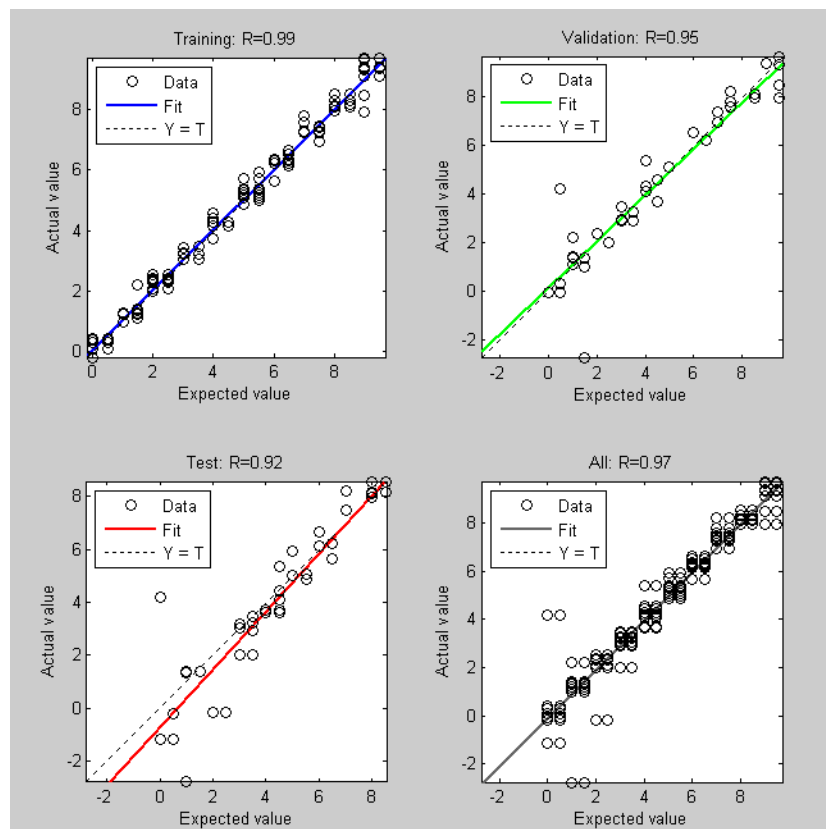 Training: R=0.99
Data
Fit
Y = T
Actual value
8
6
4
2
0
0 2 4 6 8
Expected value
Validation: R=0.95
Data
Fit
Y = T
Actual value
8
6
4
2
0
-2
-2 0 2 4 6 8
Expected value
Test: R=0.92
Data
Fit
Y = T
Actual value
8
6
4
2
0
-2
-2 0 2 4 6 8
Expected value
All: R=0.97
Data
Fit
Y = T
Actual value
8
6
4
2
0
-2
-2 0 2 4 6 8
Expected value